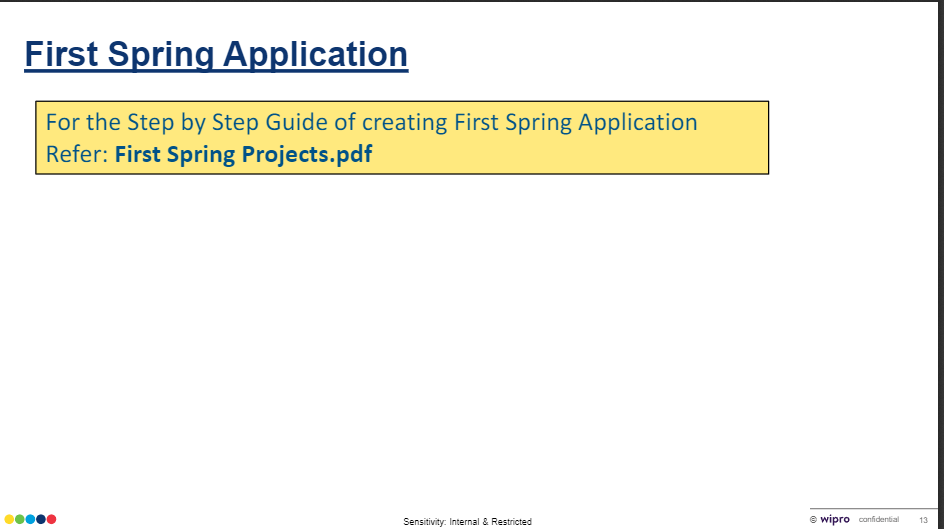 First Spring Application
For the Step by Step Guide of creating First Spring Application
Refer: First Spring Projects.pdf
Sensitivity: Internal & Restricted
© wipro confidential 13